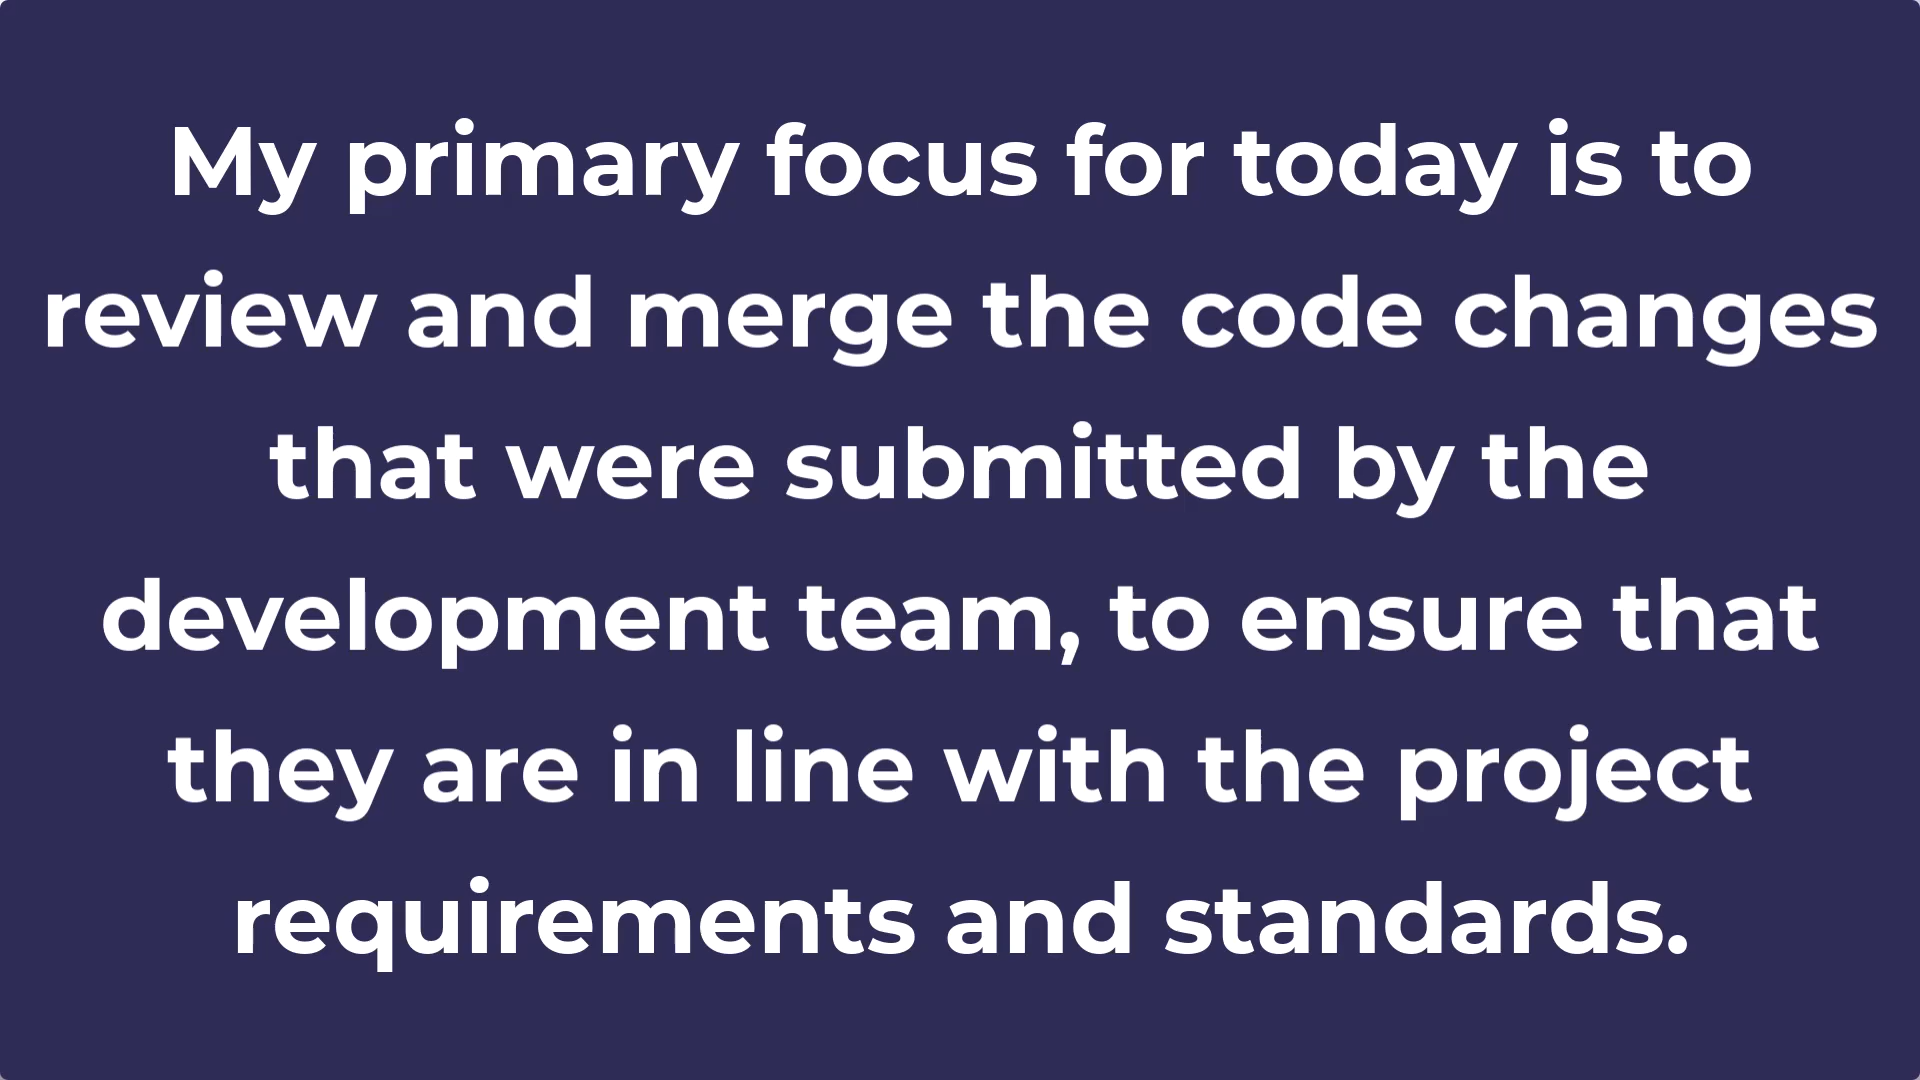 My primary focus for today is to
review and merge the code changes
that were submitted by the
development team, to ensure that
they are in line with the project
requirements and standards.